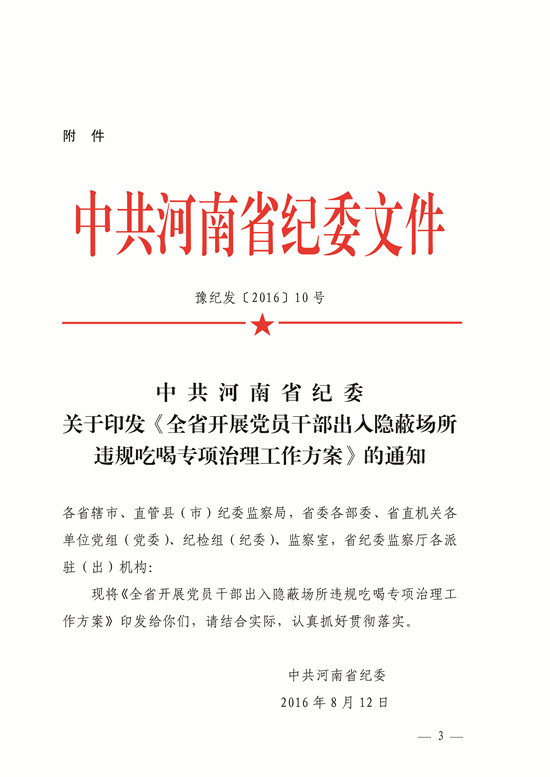 附 件
中共河南省纪委文件
豫纪发〔2016〕10号
中共河南省纪委
关于印发《全省开展党员干部出入隐蔽场所
违规吃喝专项治理工作方案》的通知
各省辖市、直管县（市）纪委监察局，省委各部委、省直机关各
单位党组（党委）、纪检组（纪委）、监察室，省纪委监察厅各派
驻（出）机构：
现将《全省开展党员干部出入隐蔽场所违规吃喝专项治理工
作方案》印发给你们，请结合实际，认真抓好贯彻落实。
中共河南省纪委
2016年8月12日
— 3 —